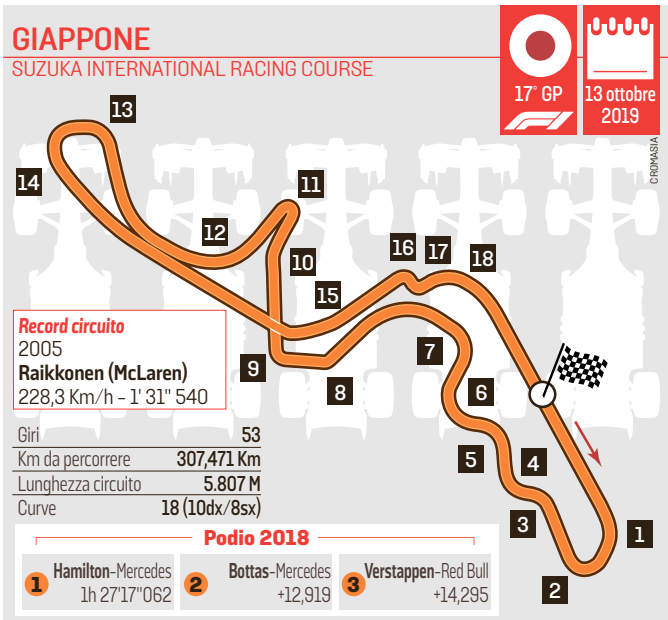 GIAPPONE
SUZUKA INTERNATIONAL RACING COURSE
17° GP
F1
13 ottobre
2019
CROMASIA
13
14
12
11
10
16
17
18
15
9
8
7
6
5
4
3
2
1
Record circuito
2005
Raikkonen (McLaren)
228,3 Km/h - 1' 31" 540
Giri 53
Km da percorrere 307,471 Km
Lunghezza circuito 5.807 M
Curve 18 (10dx/8sx)
Podio 2018
1 Hamilton-Mercedes
1h 27'17"062
2 Bottas-Mercedes
+12,919
3 Verstappen-Red Bull
+14,295